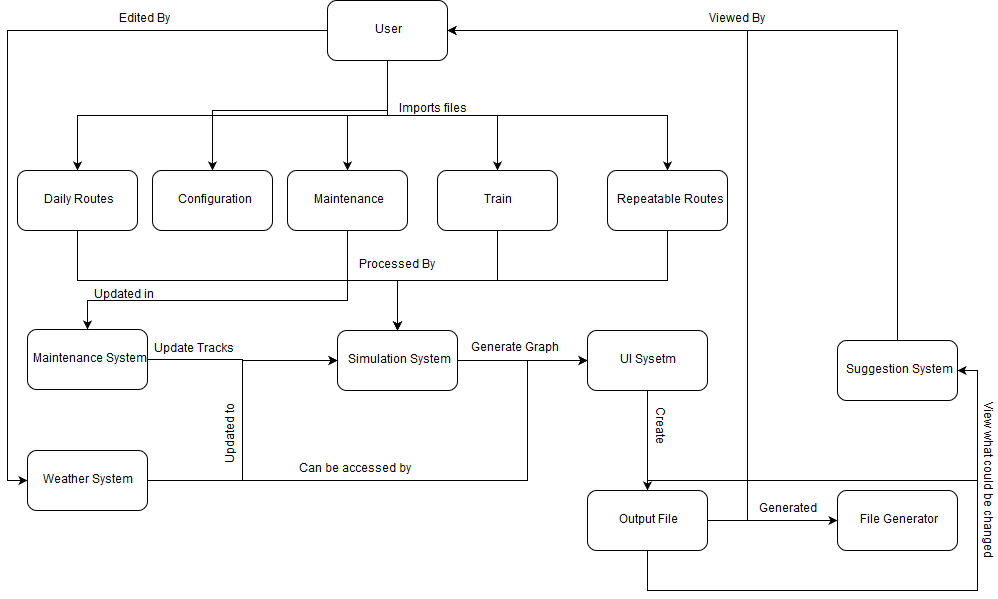 Edited By
User
Viewed By
Imports files
Daily Routes
Configuration
Maintenance
Train
Repeatable Routes
Processed By
Updated in
Maintenance System
Update Tracks
Simulation System
Generate Graph
UI Sysetm
Suggestion System
Updated to
Create
View what could be changed
Weather System
Can be accessed by
Output File
Generated
File Generator